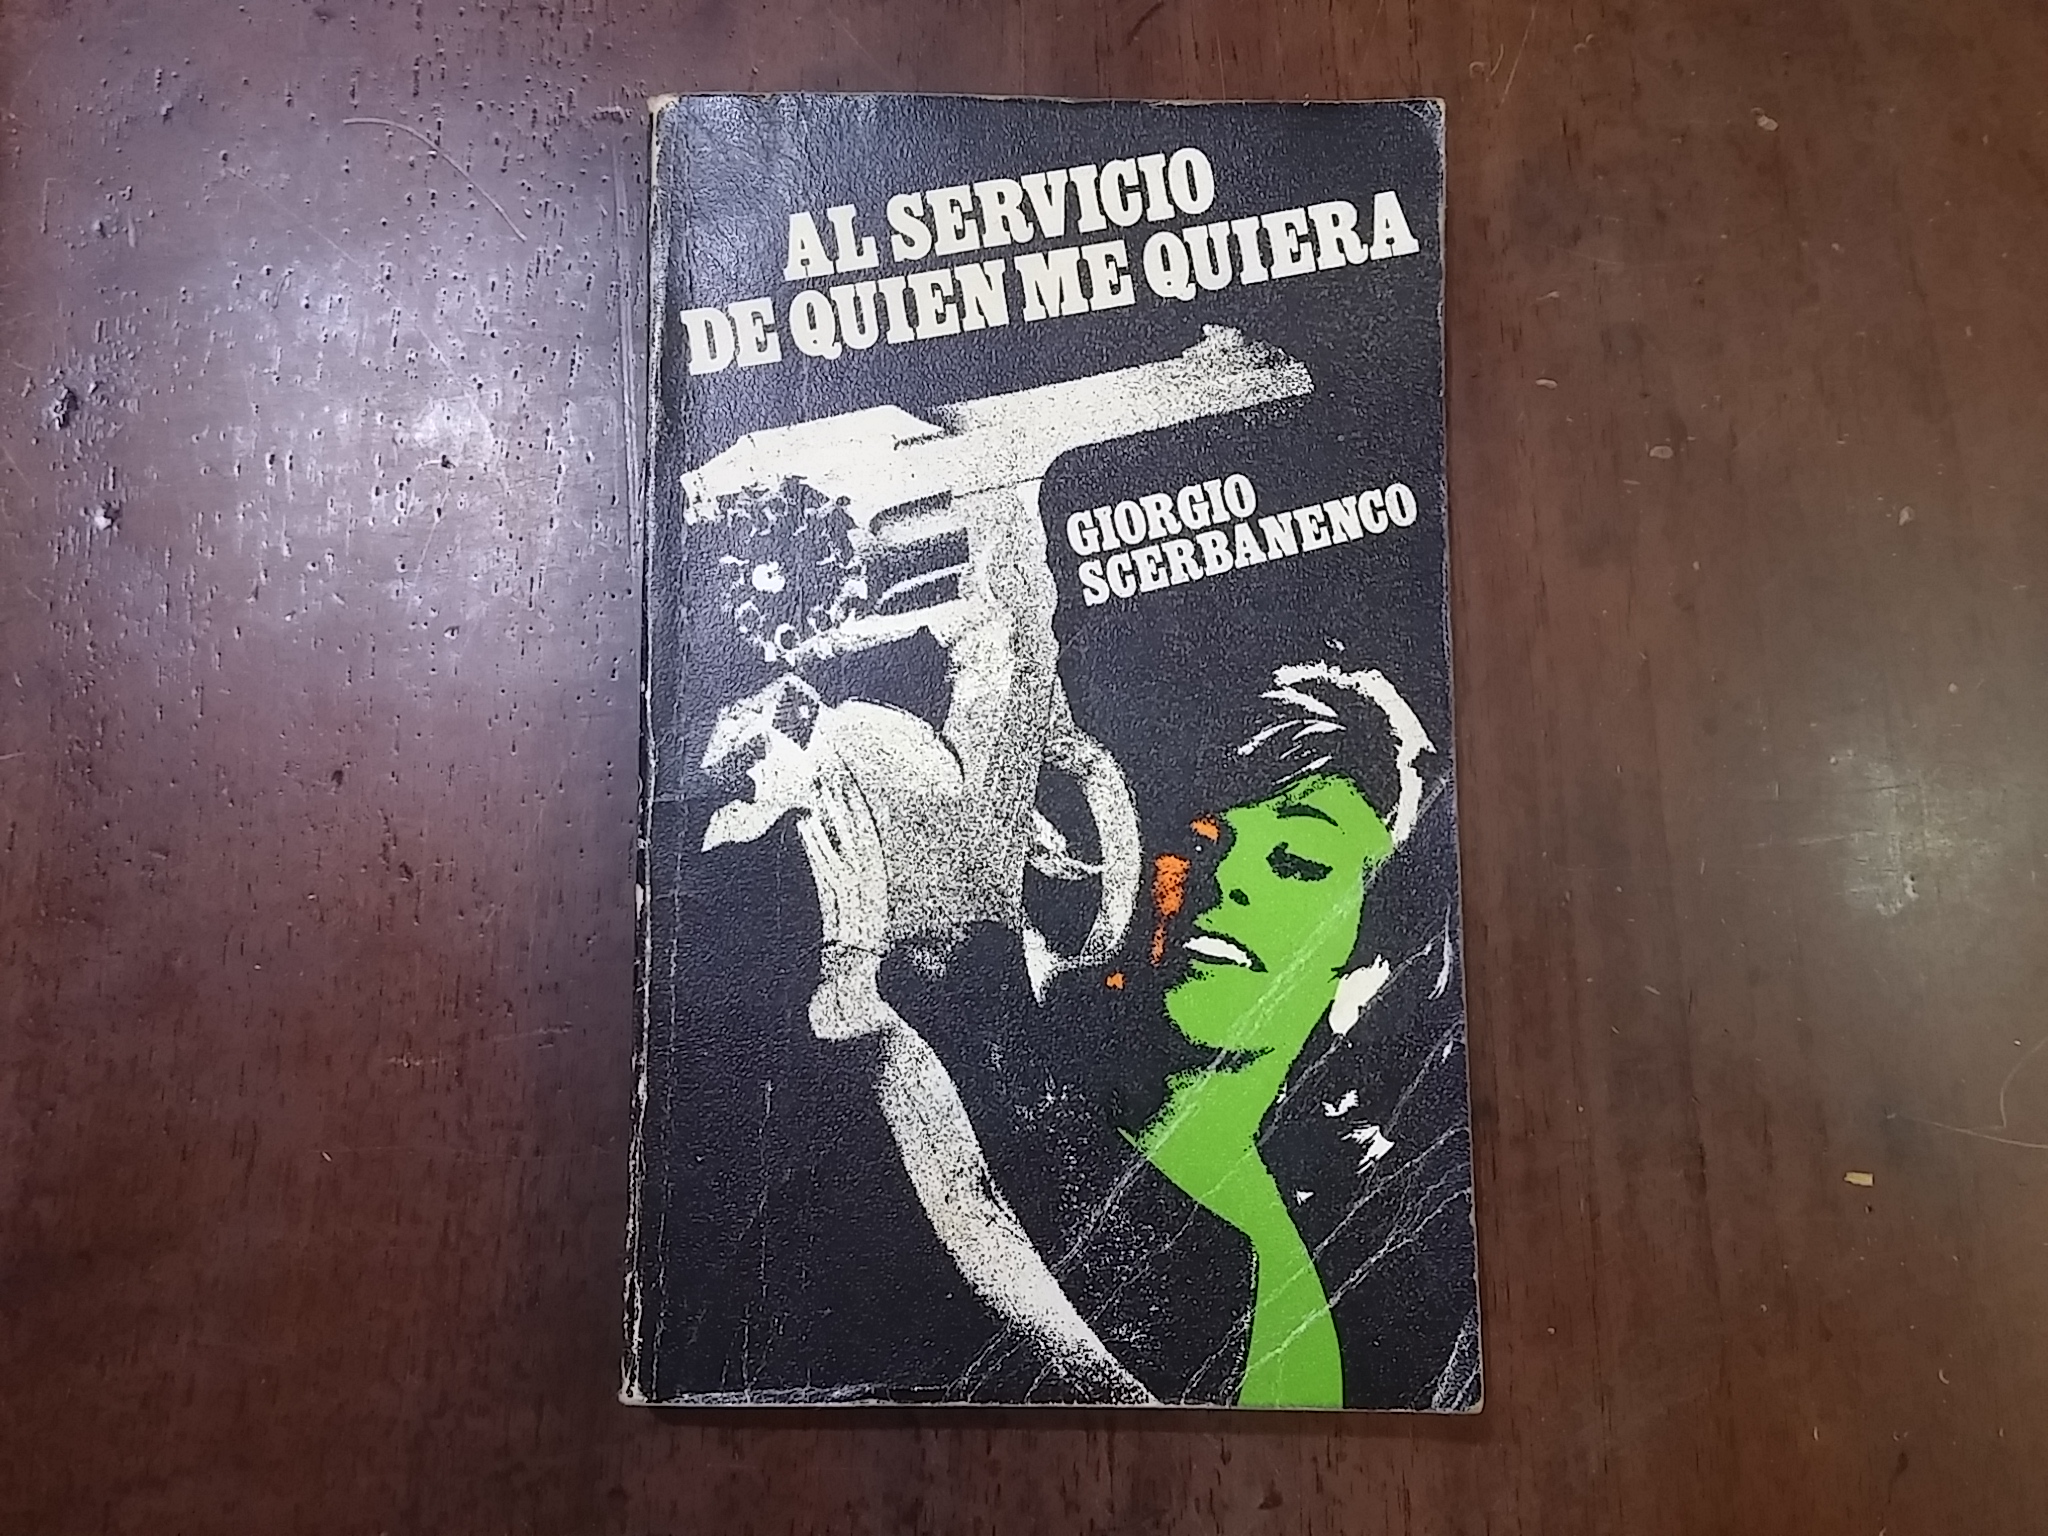 AL SERVICIO
DE QUIEN ME QUIERA
GIORGIO
SCERBANENCO